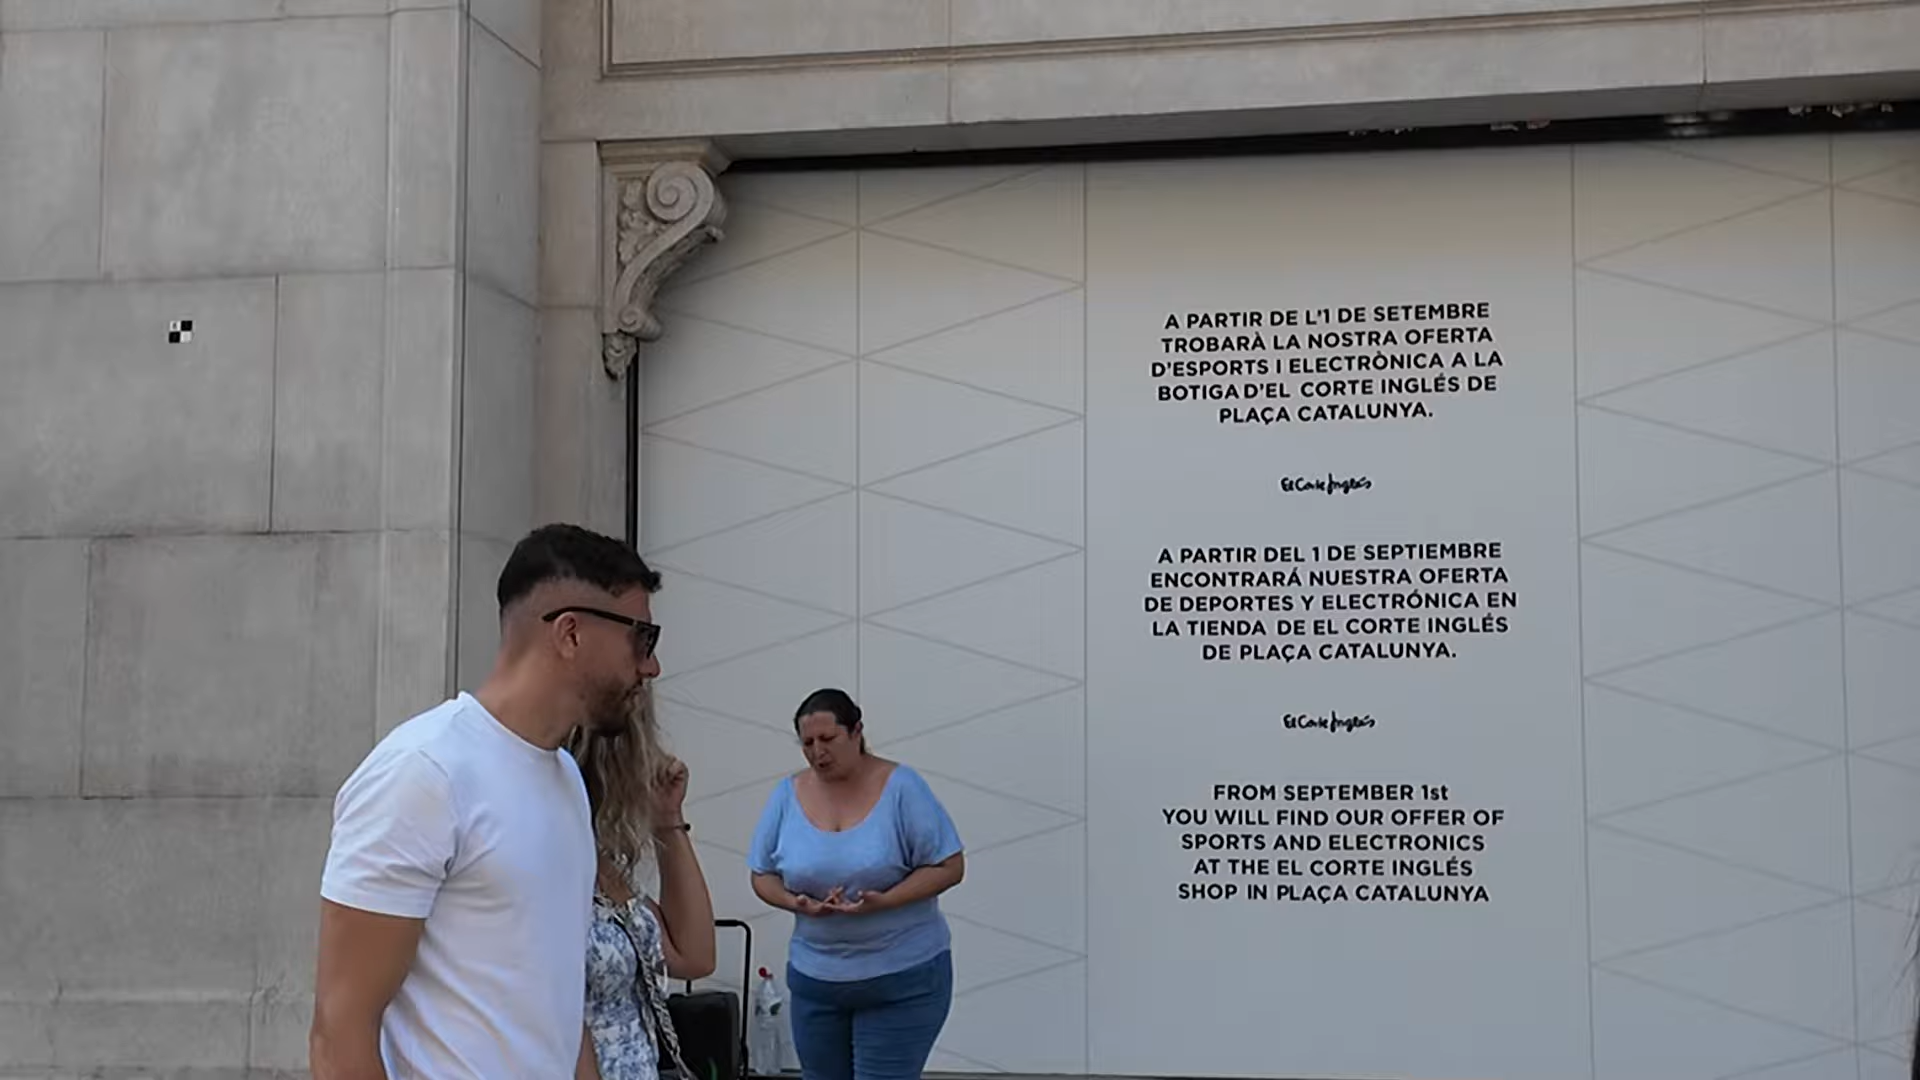 A PARTIR DE L'1 DE SETEMBRE
TROBARÀ LA NOSTRA OFERTA
D'ESPORTS I ELECTRÒNICA A LA
BOTIGA D'EL CORTE INGLÉS DE
PLAÇA CATALUNYA.
El Corte Inglés
A PARTIR DEL 1 DE SEPTIEMBRE
ENCONTRARÁ NUESTRA OFERTA
DE DEPORTES Y ELECTRÓNICA EN
LA TIENDA DE EL CORTE INGLÉS
DE PLAÇA CATALUNYA.
El Corte Inglés
FROM SEPTEMBER 1st
YOU WILL FIND OUR OFFER OF
SPORTS AND ELECTRONICS
AT THE EL CORTE INGLÉS
SHOP IN PLAÇA CATALUNYA